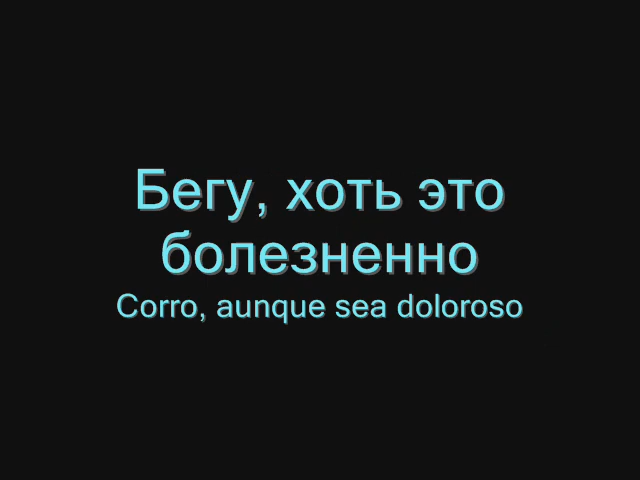 Бегу, хоть это
болезненно
Corro, aunque sea doloroso